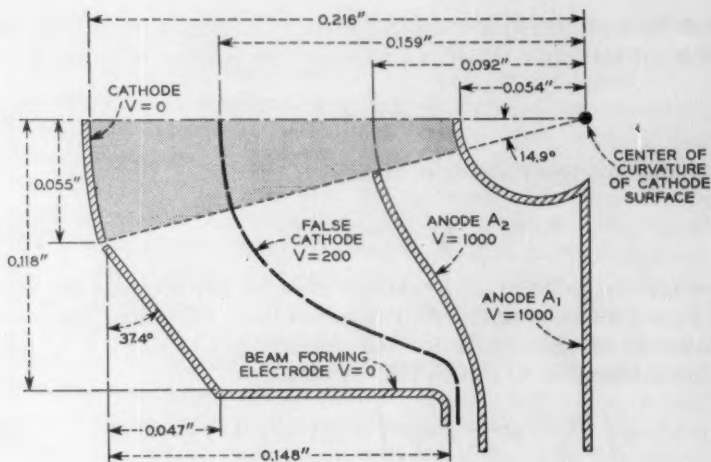 0.216"
0.159"
0.092"
0.054"
CATHODE
V=0
14.9°
CENTER OF
CURVATURE
OF CATHODE
SURFACE
0.055"
0.118"
FALSE
CATHODE
V=200
ANODE A2
V=1000
ANODE A1
V=1000
37.4°
BEAM FORMING
ELECTRODE V=0
0.047"
0.148"